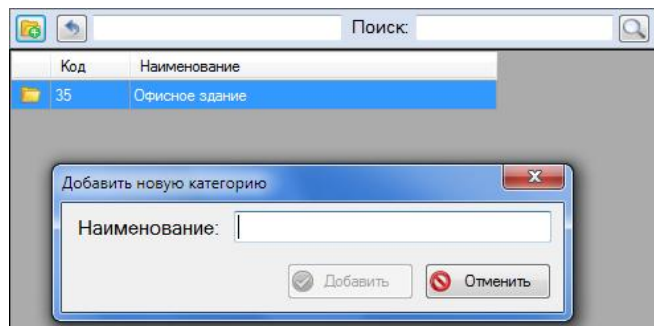 Поиск:
Код Наименование
35 Офисное здание
Добавить новую категорию
Наименование:
Добавить Отменить